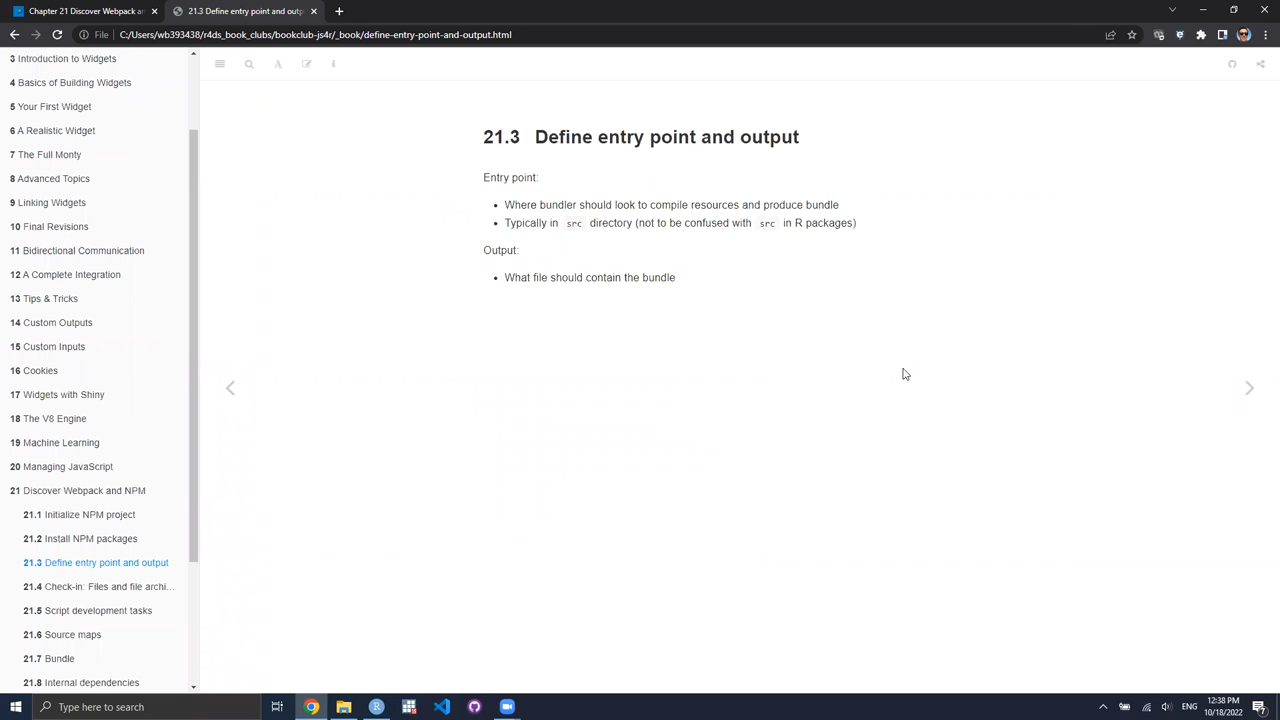 Chapter 21 Discover Webpack an
21.3 Define entry point and outp
File
C:/Users/wb393438/r4ds_book_clubs/bookclub-js4r/_book/define-entry-point-and-output.html
3 Introduction to Widgets
4 Basics of Building Widgets
5 Your First Widget
6 A Realistic Widget
7 The Full Monty
8 Advanced Topics
9 Linking Widgets
10 Final Revisions
11 Bidirectional Communication
12 A Complete Integration
13 Tips & Tricks
14 Custom Outputs
15 Custom Inputs
16 Cookies
17 Widgets with Shiny
18 The V8 Engine
19 Machine Learning
20 Managing JavaScript
21 Discover Webpack and NPM
21.1 Initialize NPM project
21.2 Install NPM packages
21.3 Define entry point and output
21.4 Check-in: Files and file archi...
21.5 Script development tasks
21.6 Source maps
21.7 Bundle
21.8 Internal dependencies
21.3 Define entry point and output
Entry point:
• Where bundler should look to compile resources and produce bundle
• Typically in src directory (not to be confused with src in R packages)
Output:
• What file should contain the bundle
Type here to search
ENG
12:38 PM
10/18/2022